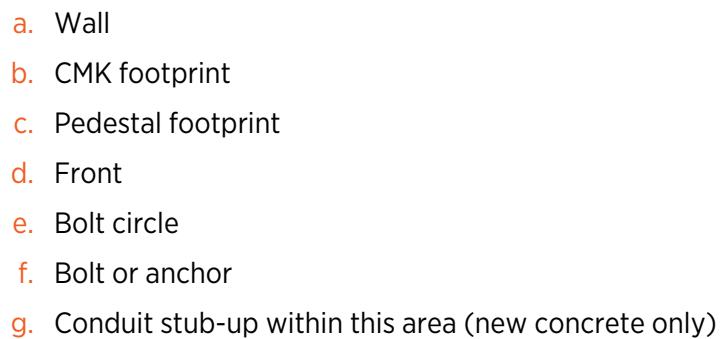 a. Wall
b. CMK footprint
c. Pedestal footprint
d. Front
e. Bolt circle
f. Bolt or anchor
g. Conduit stub-up within this area (new concrete only)